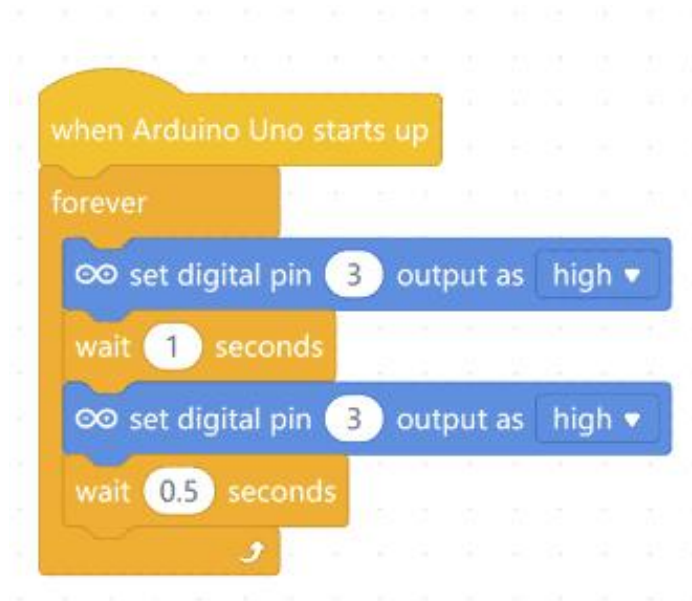 when Arduino Uno starts up
forever
set digital pin 3 output as high
wait 1 seconds
set digital pin 3 output as high
wait 0.5 seconds